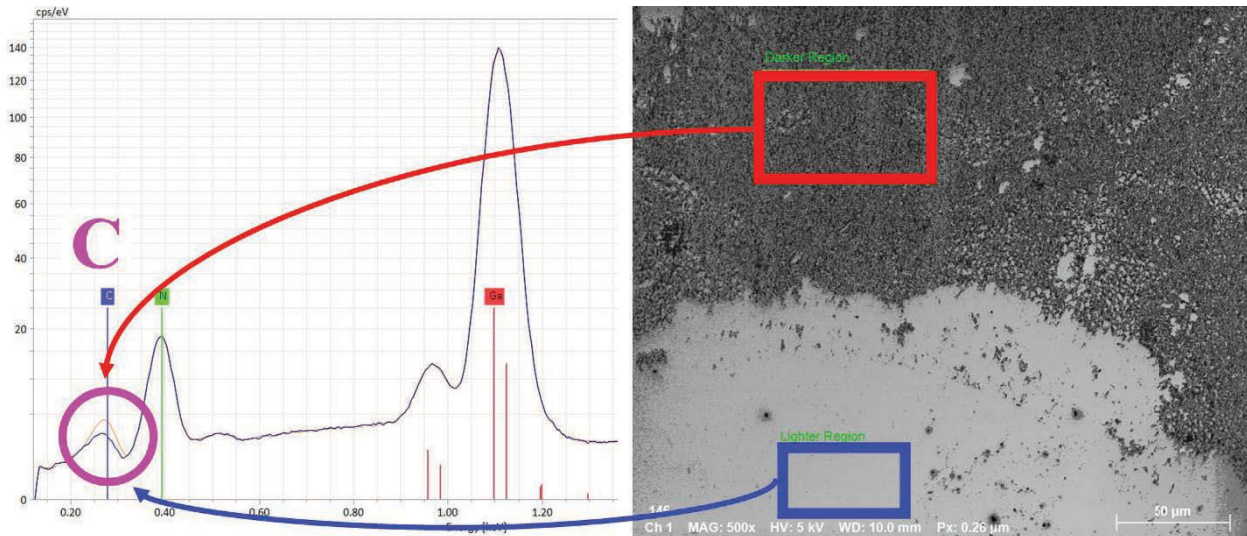 cps/eV
140
120
100
80
60
40
20
0
C
C
N
Ga
0.20 0.40 0.60 0.80 1.00 1.20
Darker Region
Lighter Region
146
Ch 1 MAG: 500x HV: 5 kV WD: 10.0 mm Px: 0.26 µm
50 µm